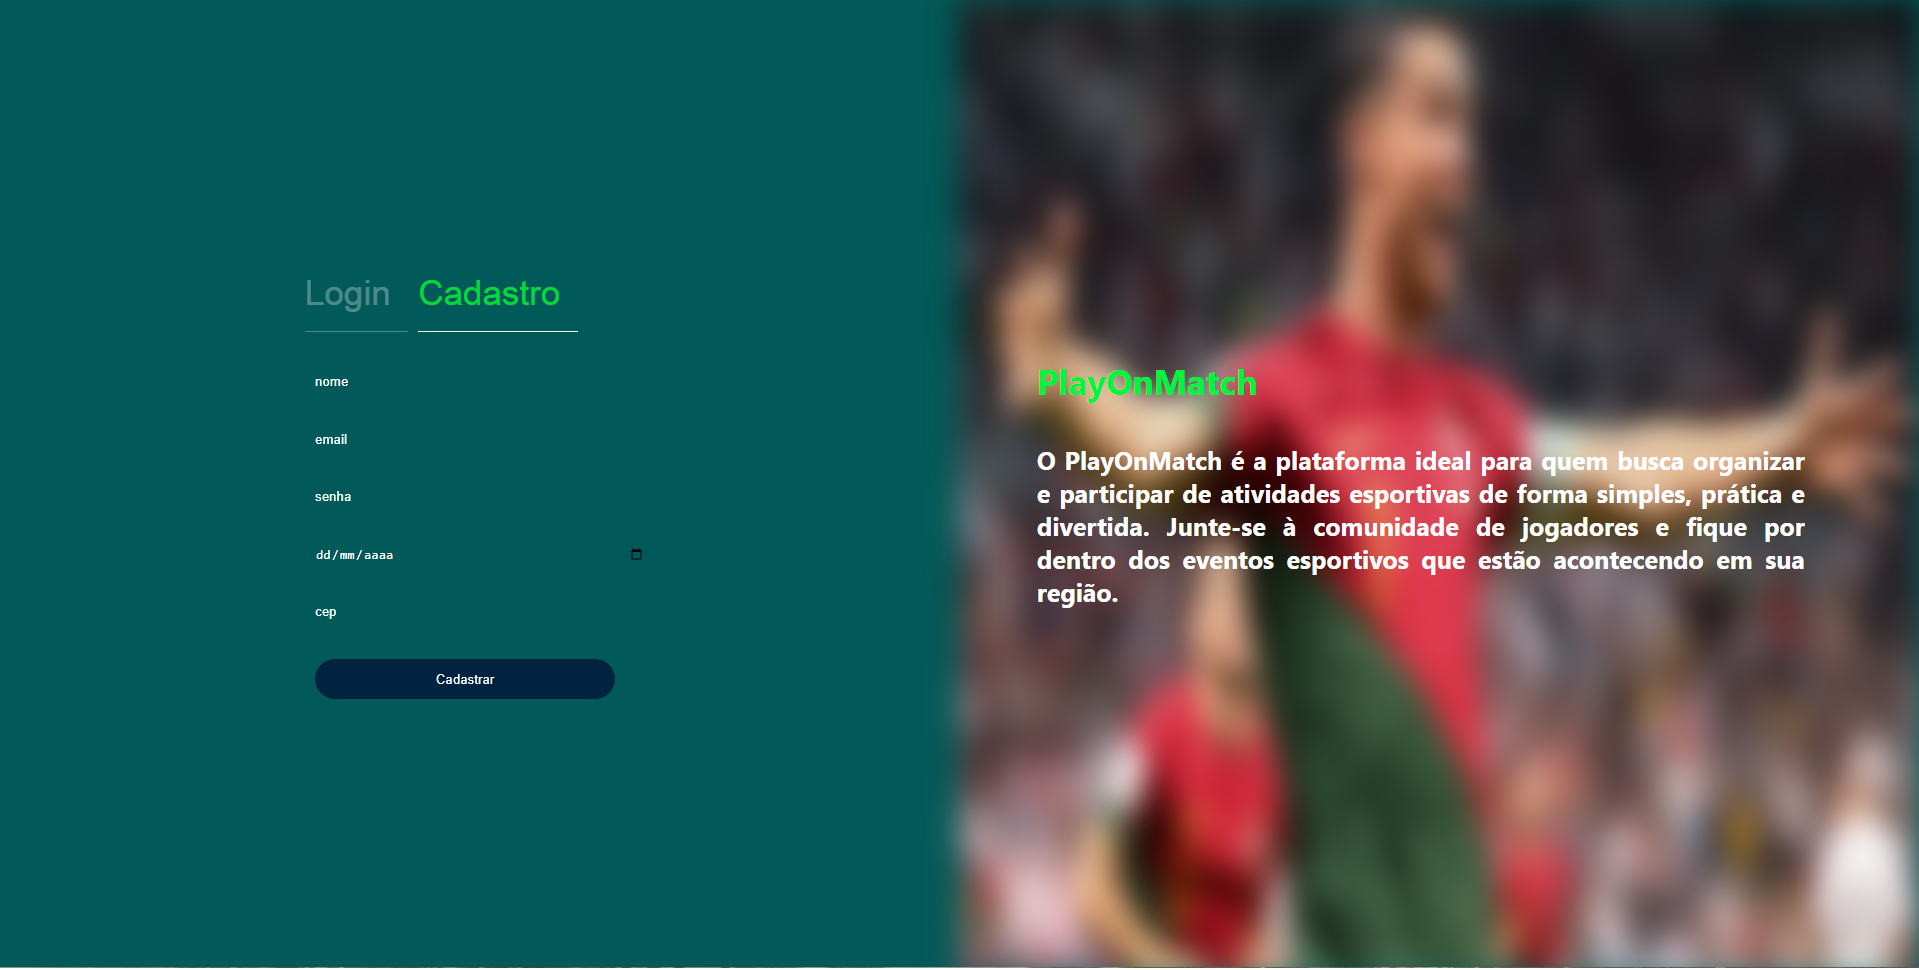 Login Cadastro
nome
email
senha
dd/mm/aaaa
cep
Cadastrar
PlayOnMatch
O PlayOnMatch é a plataforma ideal para quem busca organizar
e participar de atividades esportivas de forma simples, prática e
divertida. Junte-se à comunidade de jogadores e fique por
dentro dos eventos esportivos que estão acontecendo em sua
região.